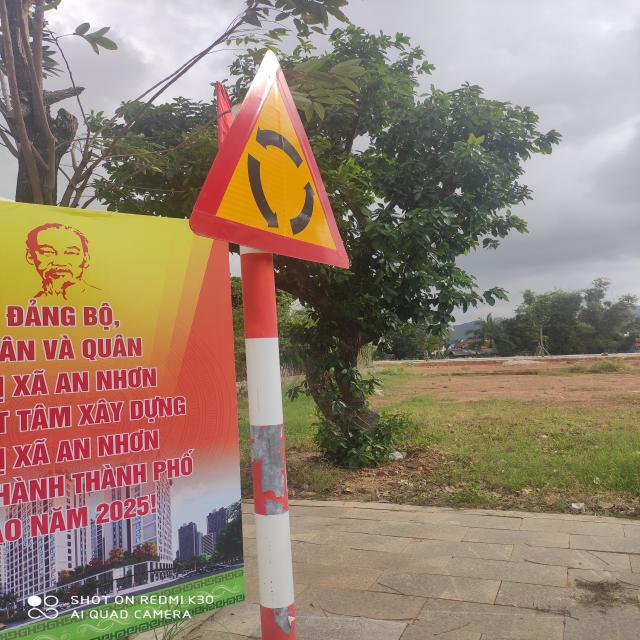 ĐẢNG BỘ,
ÂN VÀ QUÂN
Ị XÃ AN NHƠN
T TÂM XÂY DỰNG
Ị XÃ AN NHƠN
HÀNH THÀNH PHỐ
ÀO NĂM 2025!
SHOT ON REDMI K30
AI QUAD CAMERA